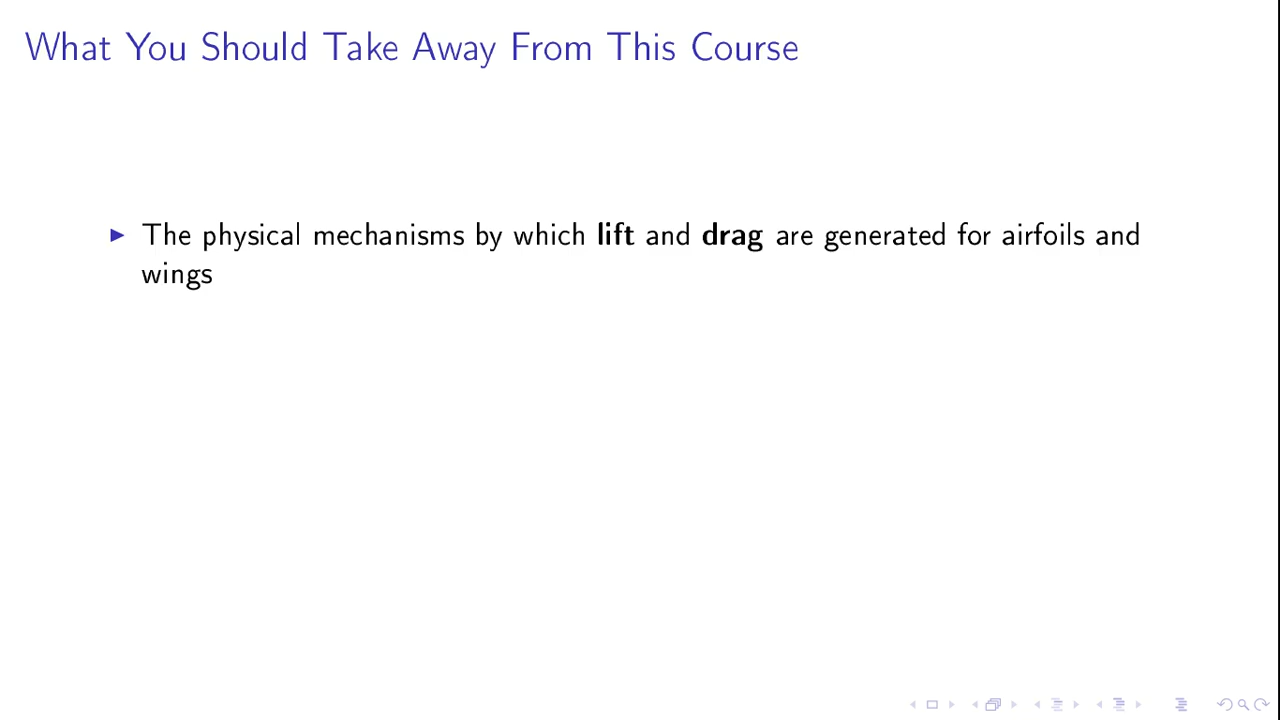 What You Should Take Away From This Course
The physical mechanisms by which lift and drag are generated for airfoils and
wings